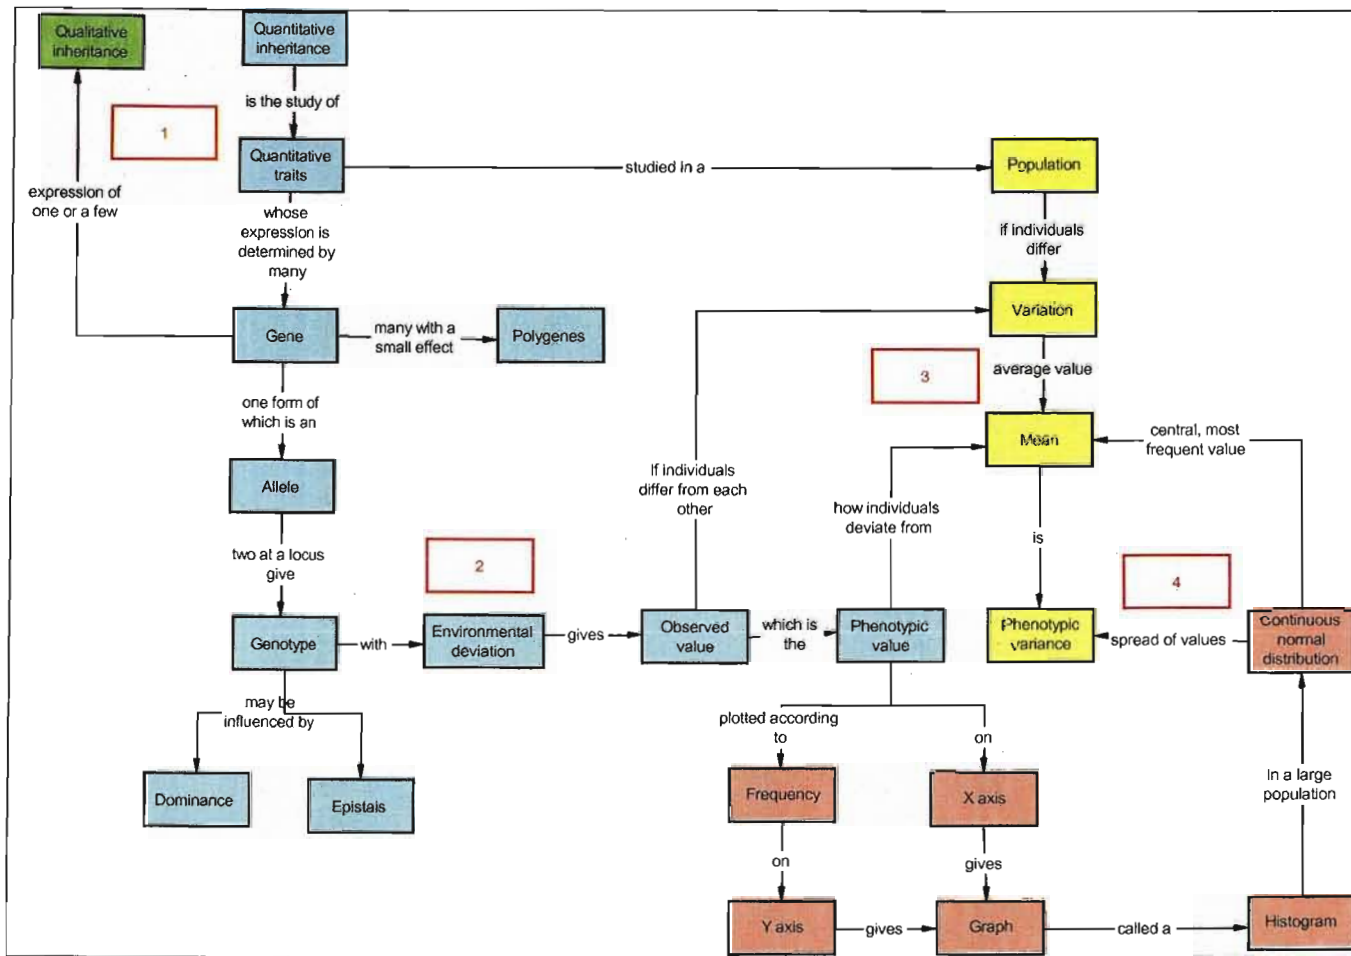 Qualitative
inheritance
Quantitative
inheritance
is the study of
1
Quantitative
traits
studied in a
Population
expression of
one or a few
whose
expression is
determined by
many
if individuals
differ
Gene
many with a
small effect
Polygenes
Variation
3
average value
one form of
which is an
Mean
central, most
frequent value
Allele
If individuals
differ from each
other
how individuals
deviate from
is
two at a locus
give
2
4
Genotype
with
Environmental
deviation
gives
Observed
value
which is
the
Phenotypic
value
Phenotypic
variance
spread of values
Continuous
normal
distribution
may be
influenced by
plotted according
to
on
Dominance
Epistais
Frequency
X axis
In a large
population
on
gives
Y axis
gives
Graph
called a
Histogram